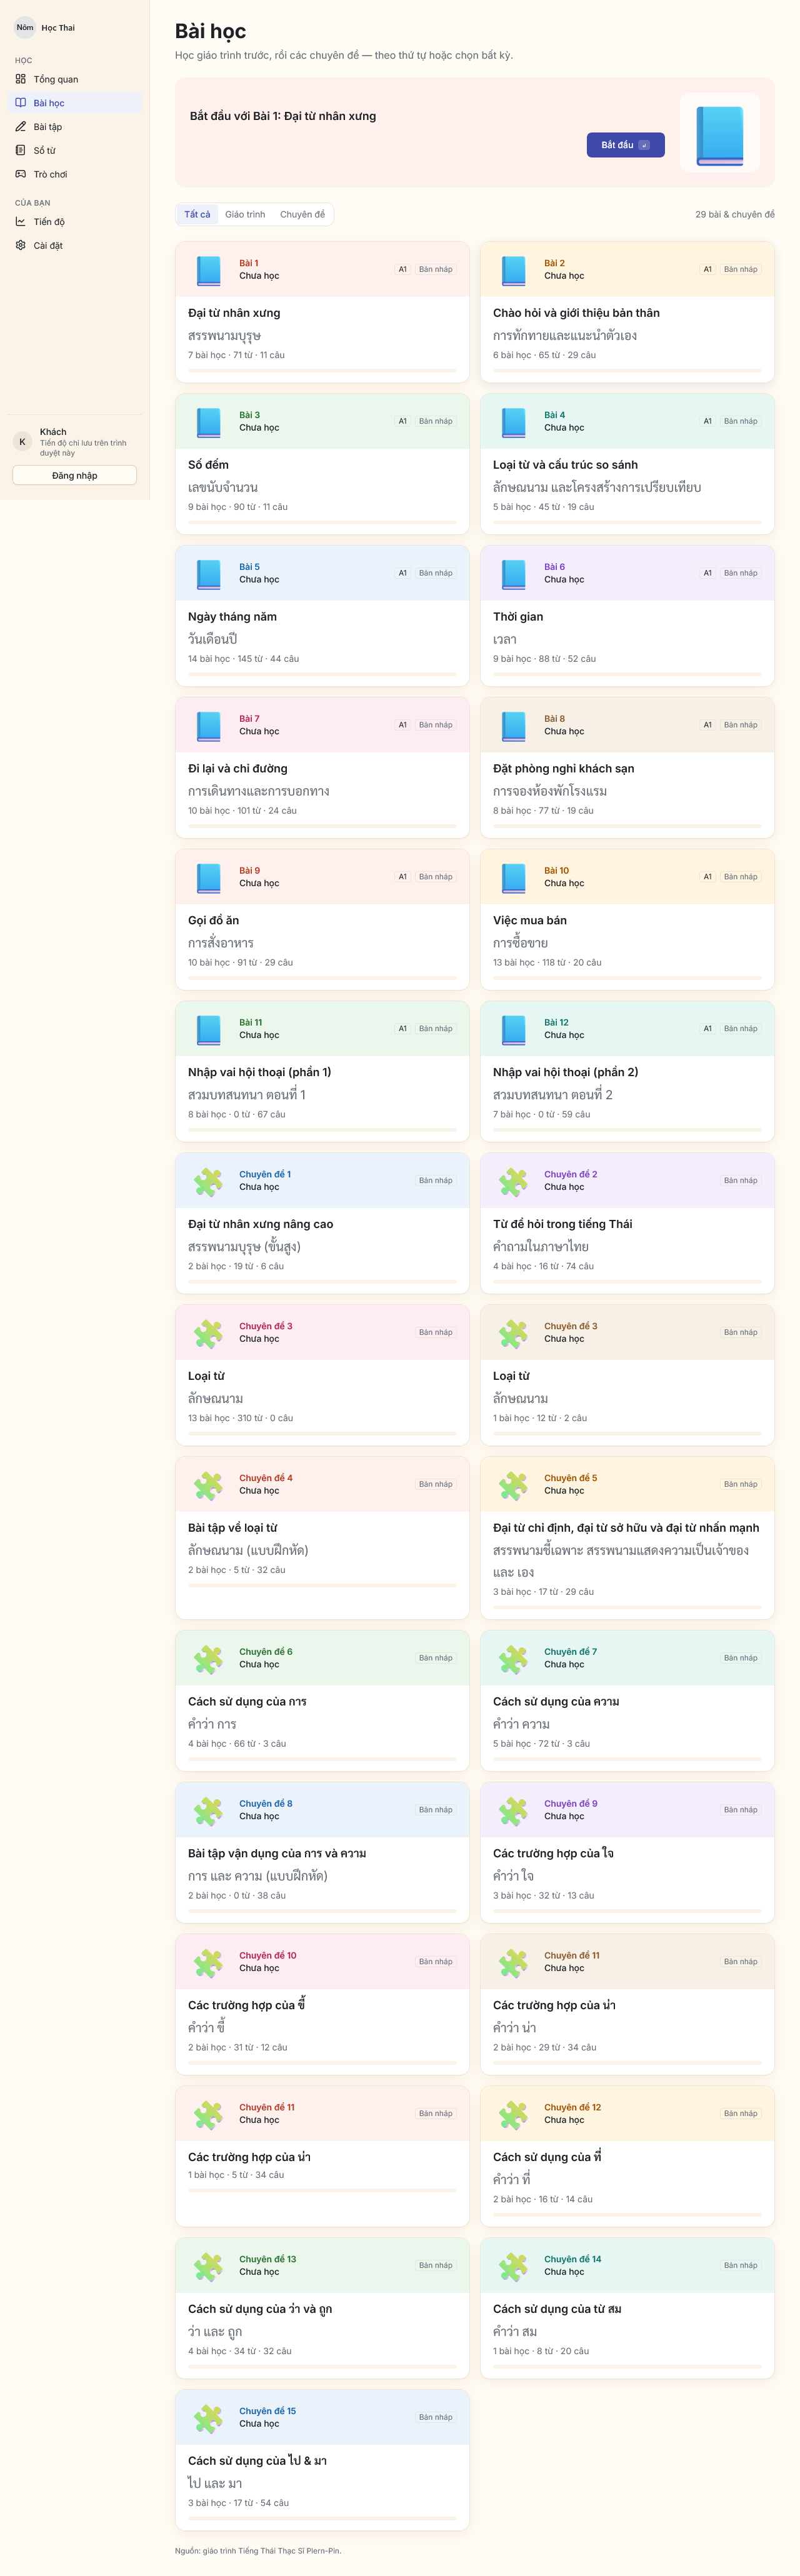 Nôm Học Thai
HỌC
Tổng quan
Bài học
Bài tập
Sổ từ
Trò chơi
CỦA BẠN
Tiến độ
Cài đặt
K
Khách
Tiến độ chỉ lưu trên trình
duyệt này
Đăng nhập
Bài học
Học giáo trình trước, rồi các chuyên đề — theo thứ tự hoặc chọn bất kỳ.
Bắt đầu với Bài 1: Đại từ nhân xưng
Bắt đầu
Tất cả Giáo trình Chuyên đề
29 bài & chuyên đề
Bài 1
Chưa học
A1 Bản nháp
Đại từ nhân xưng
สรรพนามบุรุษ
7 bài học · 71 từ · 11 câu
Bài 2
Chưa học
A1 Bản nháp
Chào hỏi và giới thiệu bản thân
การทักทายและแนะนำตัวเอง
6 bài học · 65 từ · 29 câu
Bài 3
Chưa học
A1 Bản nháp
Số đếm
เลขนับจำนวน
9 bài học · 90 từ · 11 câu
Bài 4
Chưa học
A1 Bản nháp
Loại từ và cấu trúc so sánh
ลักษณนาม และโครงสร้างการเปรียบเทียบ
5 bài học · 45 từ · 19 câu
Bài 5
Chưa học
A1 Bản nháp
Ngày tháng năm
วันเดือนปี
14 bài học · 145 từ · 44 câu
Bài 6
Chưa học
A1 Bản nháp
Thời gian
เวลา
9 bài học · 88 từ · 52 câu
Bài 7
Chưa học
A1 Bản nháp
Đi lại và chỉ đường
การเดินทางและการบอกทาง
10 bài học · 101 từ · 24 câu
Bài 8
Chưa học
A1 Bản nháp
Đặt phòng nghỉ khách sạn
การจองห้องพักโรงแรม
8 bài học · 77 từ · 19 câu
Bài 9
Chưa học
A1 Bản nháp
Gọi đồ ăn
การสั่งอาหาร
10 bài học · 91 từ · 29 câu
Bài 10
Chưa học
A1 Bản nháp
Việc mua bán
การซื้อขาย
13 bài học · 118 từ · 20 câu
Bài 11
Chưa học
A1 Bản nháp
Nhập vai hội thoại (phần 1)
สวมบทสนทนา ตอนที่ 1
8 bài học · 0 từ · 67 câu
Bài 12
Chưa học
A1 Bản nháp
Nhập vai hội thoại (phần 2)
สวมบทสนทนา ตอนที่ 2
7 bài học · 0 từ · 59 câu
Chuyên đề 1
Chưa học
Bản nháp
Đại từ nhân xưng nâng cao
สรรพนามบุรุษ (ขั้นสูง)
2 bài học · 19 từ · 6 câu
Chuyên đề 2
Chưa học
Bản nháp
Từ để hỏi trong tiếng Thái
คำถามในภาษาไทย
4 bài học · 16 từ · 74 câu
Chuyên đề 3
Chưa học
Bản nháp
Loại từ
ลักษณนาม
13 bài học · 310 từ · 0 câu
Chuyên đề 3
Chưa học
Bản nháp
Loại từ
ลักษณนาม
1 bài học · 12 từ · 2 câu
Chuyên đề 4
Chưa học
Bản nháp
Bài tập về loại từ
ลักษณนาม (แบบฝึกหัด)
2 bài học · 5 từ · 32 câu
Chuyên đề 5
Chưa học
Bản nháp
Đại từ chỉ định, đại từ sở hữu và đại từ nhấn mạnh
สรรพนามชี้เฉพาะ สรรพนามแสดงความเป็นเจ้าของ
และ เอง
3 bài học · 17 từ · 29 câu
Chuyên đề 6
Chưa học
Bản nháp
Cách sử dụng của การ
คำว่า การ
4 bài học · 66 từ · 3 câu
Chuyên đề 7
Chưa học
Bản nháp
Cách sử dụng của ความ
คำว่า ความ
5 bài học · 72 từ · 3 câu
Chuyên đề 8
Chưa học
Bản nháp
Bài tập vận dụng của การ và ความ
การ และ ความ (แบบฝึกหัด)
2 bài học · 0 từ · 38 câu
Chuyên đề 9
Chưa học
Bản nháp
Các trường hợp của ใจ
คำว่า ใจ
3 bài học · 32 từ · 13 câu
Chuyên đề 10
Chưa học
Bản nháp
Các trường hợp của ขี้
คำว่า ขี้
2 bài học · 31 từ · 12 câu
Chuyên đề 11
Chưa học
Bản nháp
Các trường hợp của น่า
คำว่า น่า
2 bài học · 29 từ · 34 câu
Chuyên đề 11
Chưa học
Bản nháp
Các trường hợp của น่า
1 bài học · 5 từ · 34 câu
Chuyên đề 12
Chưa học
Bản nháp
Cách sử dụng của ที่
คำว่า ที่
2 bài học · 16 từ · 14 câu
Chuyên đề 13
Chưa học
Bản nháp
Cách sử dụng của ว่า và ถูก
ว่า และ ถูก
4 bài học · 34 từ · 32 câu
Chuyên đề 14
Chưa học
Bản nháp
Cách sử dụng của từ สม
คำว่า สม
1 bài học · 8 từ · 20 câu
Chuyên đề 15
Chưa học
Bản nháp
Cách sử dụng của ไป & มา
ไป และ มา
3 bài học · 17 từ · 54 câu
Nguồn: giáo trình Tiếng Thái Thạc Sĩ Piern-Pin.